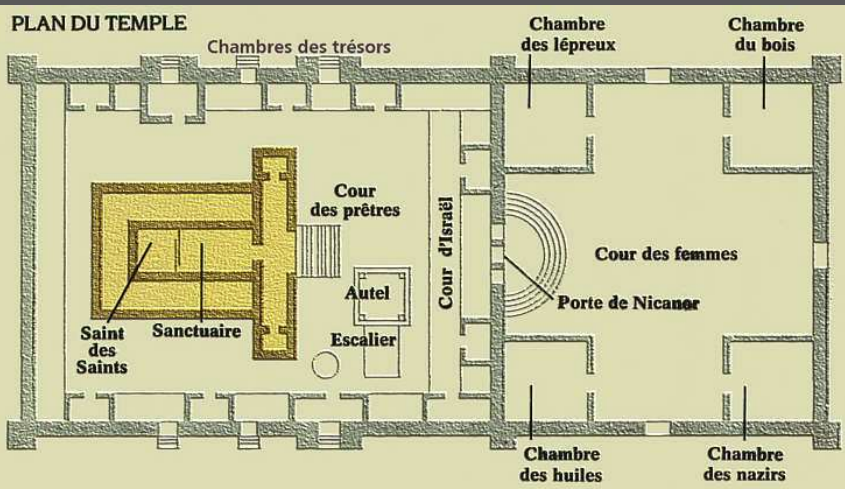 PLAN DU TEMPLE
Chambres des trésors
Chambre
des lépreux
Chambre
du bois
Cour
des prêtres
Cour d'Israël
Cour des femmes
Autel
Porte de Nicanor
Escalier
Saint
des
Saints
Sanctuaire
Chambre
des huiles
Chambre
des nazirs